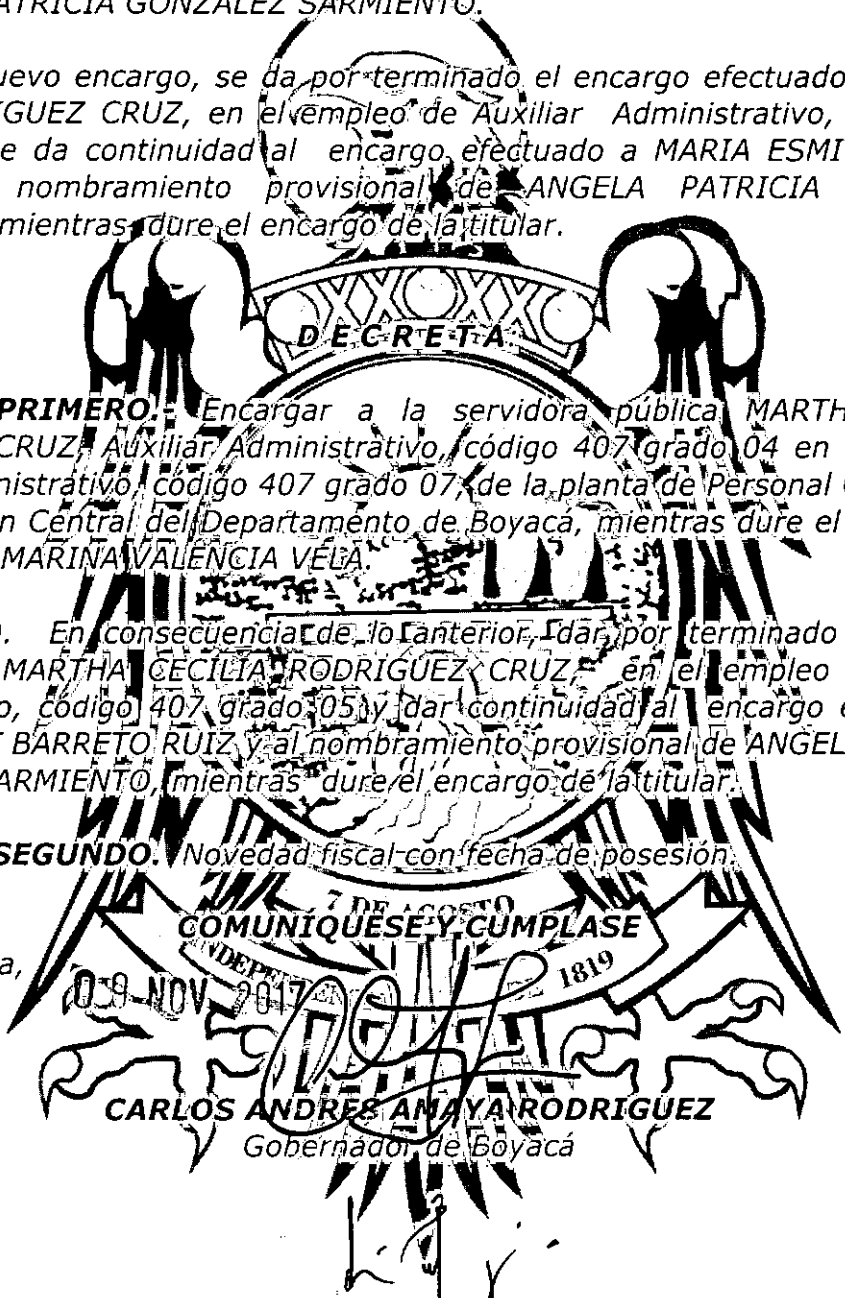 ATRICIA GONZALEZ SARMIENTO.
uevo encargo, se da por terminado el encargo efectuado
IGUEZ CRUZ, en el empleo de Auxiliar Administrativo,
e da continuidad al encargo efectuado a MARIA ESMI
nombramiento provisional de ANGELA PATRICIA
mientras dure el encargo de la titular.
D E C R E T A
PRIMERO.- Encargar a la servidora pública MARTH
CRUZ, Auxiliar Administrativo, código 407 grado 04 en
nistrativo, código 407 grado 07, de la planta de Personal
n Central del Departamento de Boyacá, mientras dure el
MARINA VALENCIA VELA.
. En consecuencia de lo anterior, dar por terminado
MARTHA CECILIA RODRIGUEZ CRUZ, en el empleo
o, código 407 grado 05 y dar continuidad al encargo e
T BARRETO RUIZ y al nombramiento provisional de ANGEL
ARMIENTO, mientras dure el encargo de la titular.
SEGUNDO. Novedad fiscal con fecha de posesión.
7 DE AGOSTO
COMUNÍQUESE Y CÚMPLASE
DE 1819
a,
NOV. 2017
CARLOS ANDRES AMAYA RODRIGUEZ
Gobernador de Boyacá